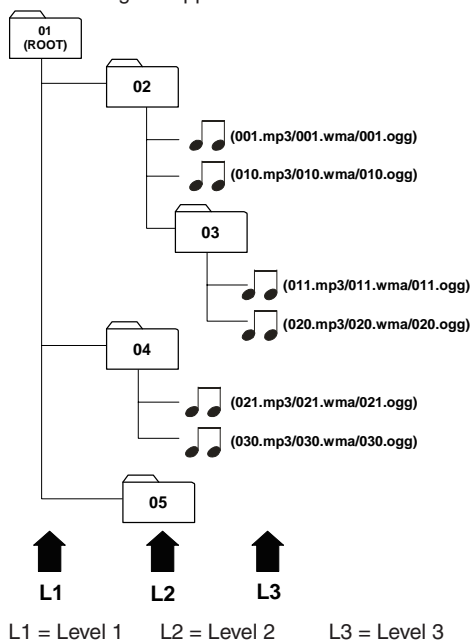 01
(ROOT)
02
(001.mp3/001.wma/001.ogg)
(010.mp3/010.wma/010.ogg)
03
(011.mp3/011.wma/011.ogg)
(020.mp3/020.wma/020.ogg)
04
(021.mp3/021.wma/021.ogg)
(030.mp3/030.wma/030.ogg)
05
L1 L2 L3
L1 = Level 1 L2 = Level 2 L3 = Level 3